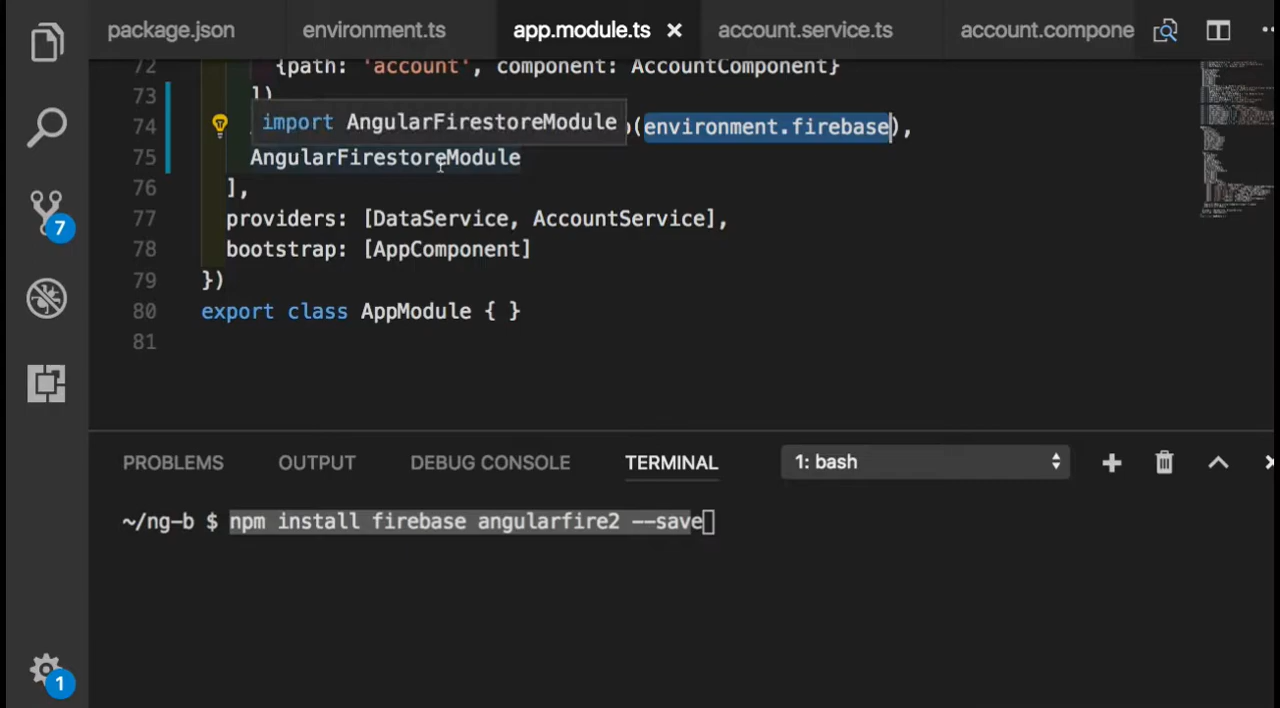 package.json environment.ts app.module.ts account.service.ts account.compone
72 {path: 'account', component: AccountComponent}
73 ])
import AngularFirestoreModule
74 (environment.firebase),
75 AngularFirestoreModule
76 ],
77 providers: [DataService, AccountService],
78 bootstrap: [AppComponent]
79 })
80 export class AppModule { }
81
7
PROBLEMS OUTPUT DEBUG CONSOLE TERMINAL 1: bash
~/ng-b $ npm install firebase angularfire2 --save
1